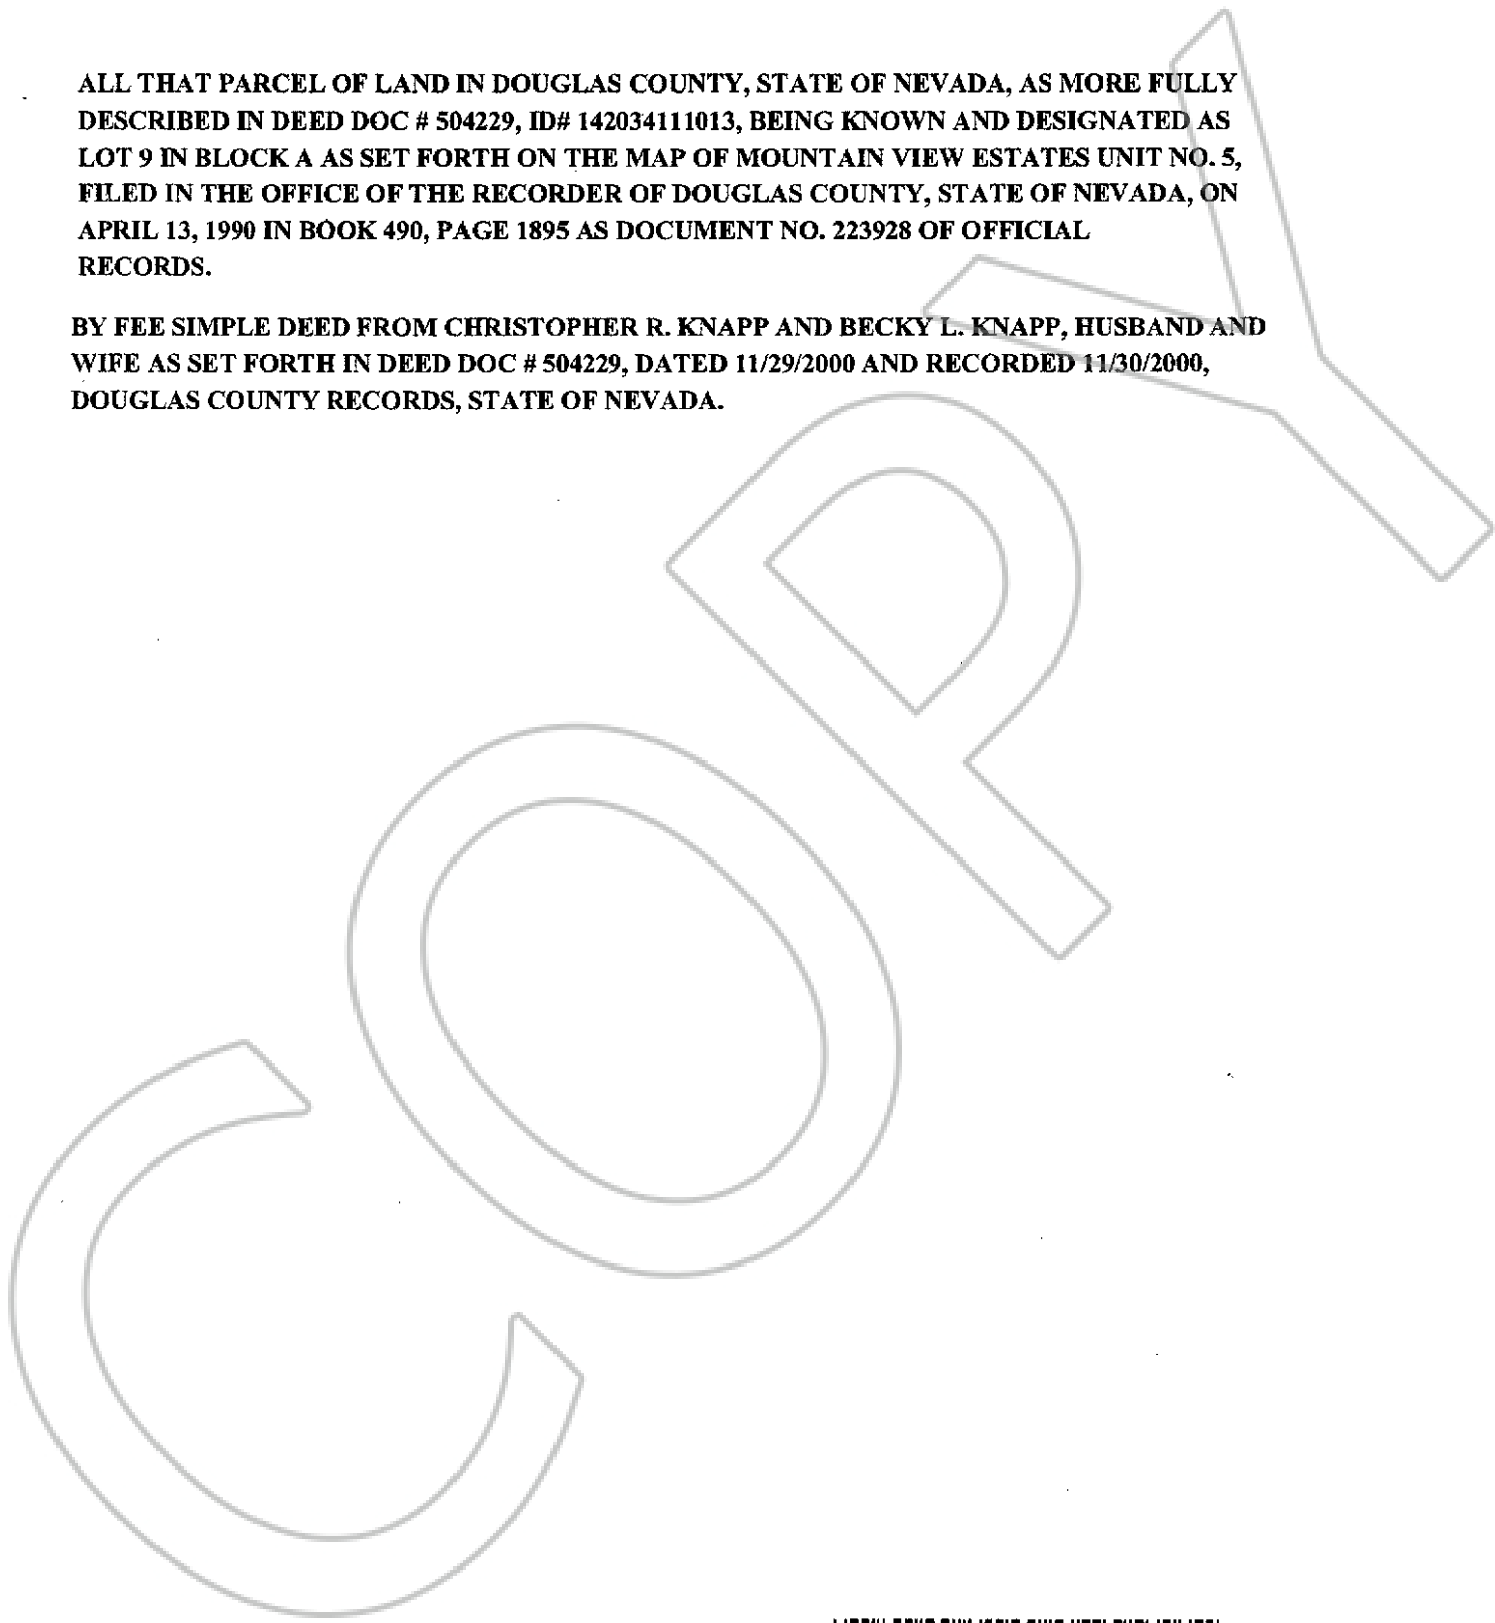 ALL THAT PARCEL OF LAND IN DOUGLAS COUNTY, STATE OF NEVADA, AS MORE FULLY
DESCRIBED IN DEED DOC # 504229, ID# 142034111013, BEING KNOWN AND DESIGNATED AS
LOT 9 IN BLOCK A AS SET FORTH ON THE MAP OF MOUNTAIN VIEW ESTATES UNIT NO. 5,
FILED IN THE OFFICE OF THE RECORDER OF DOUGLAS COUNTY, STATE OF NEVADA, ON
APRIL 13, 1990 IN BOOK 490, PAGE 1895 AS DOCUMENT NO. 223928 OF OFFICIAL
RECORDS.
BY FEE SIMPLE DEED FROM CHRISTOPHER R. KNAPP AND BECKY L. KNAPP, HUSBAND AND
WIFE AS SET FORTH IN DEED DOC # 504229, DATED 11/29/2000 AND RECORDED 11/30/2000,
DOUGLAS COUNTY RECORDS, STATE OF NEVADA.
COPY